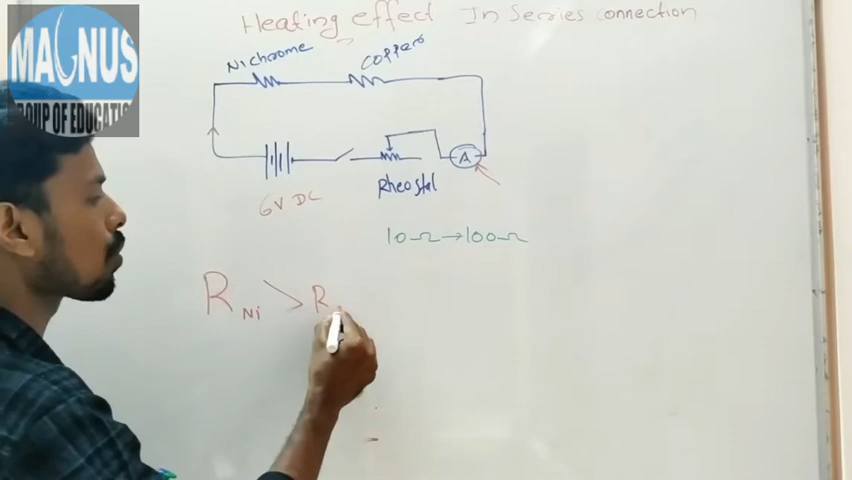 Heating effect In Series connection
MAGNUS
GROUP OF EDUCATION
Nichrome
Copper
A
Rheostat
6V DC
10Ω→100Ω
R Ni > R